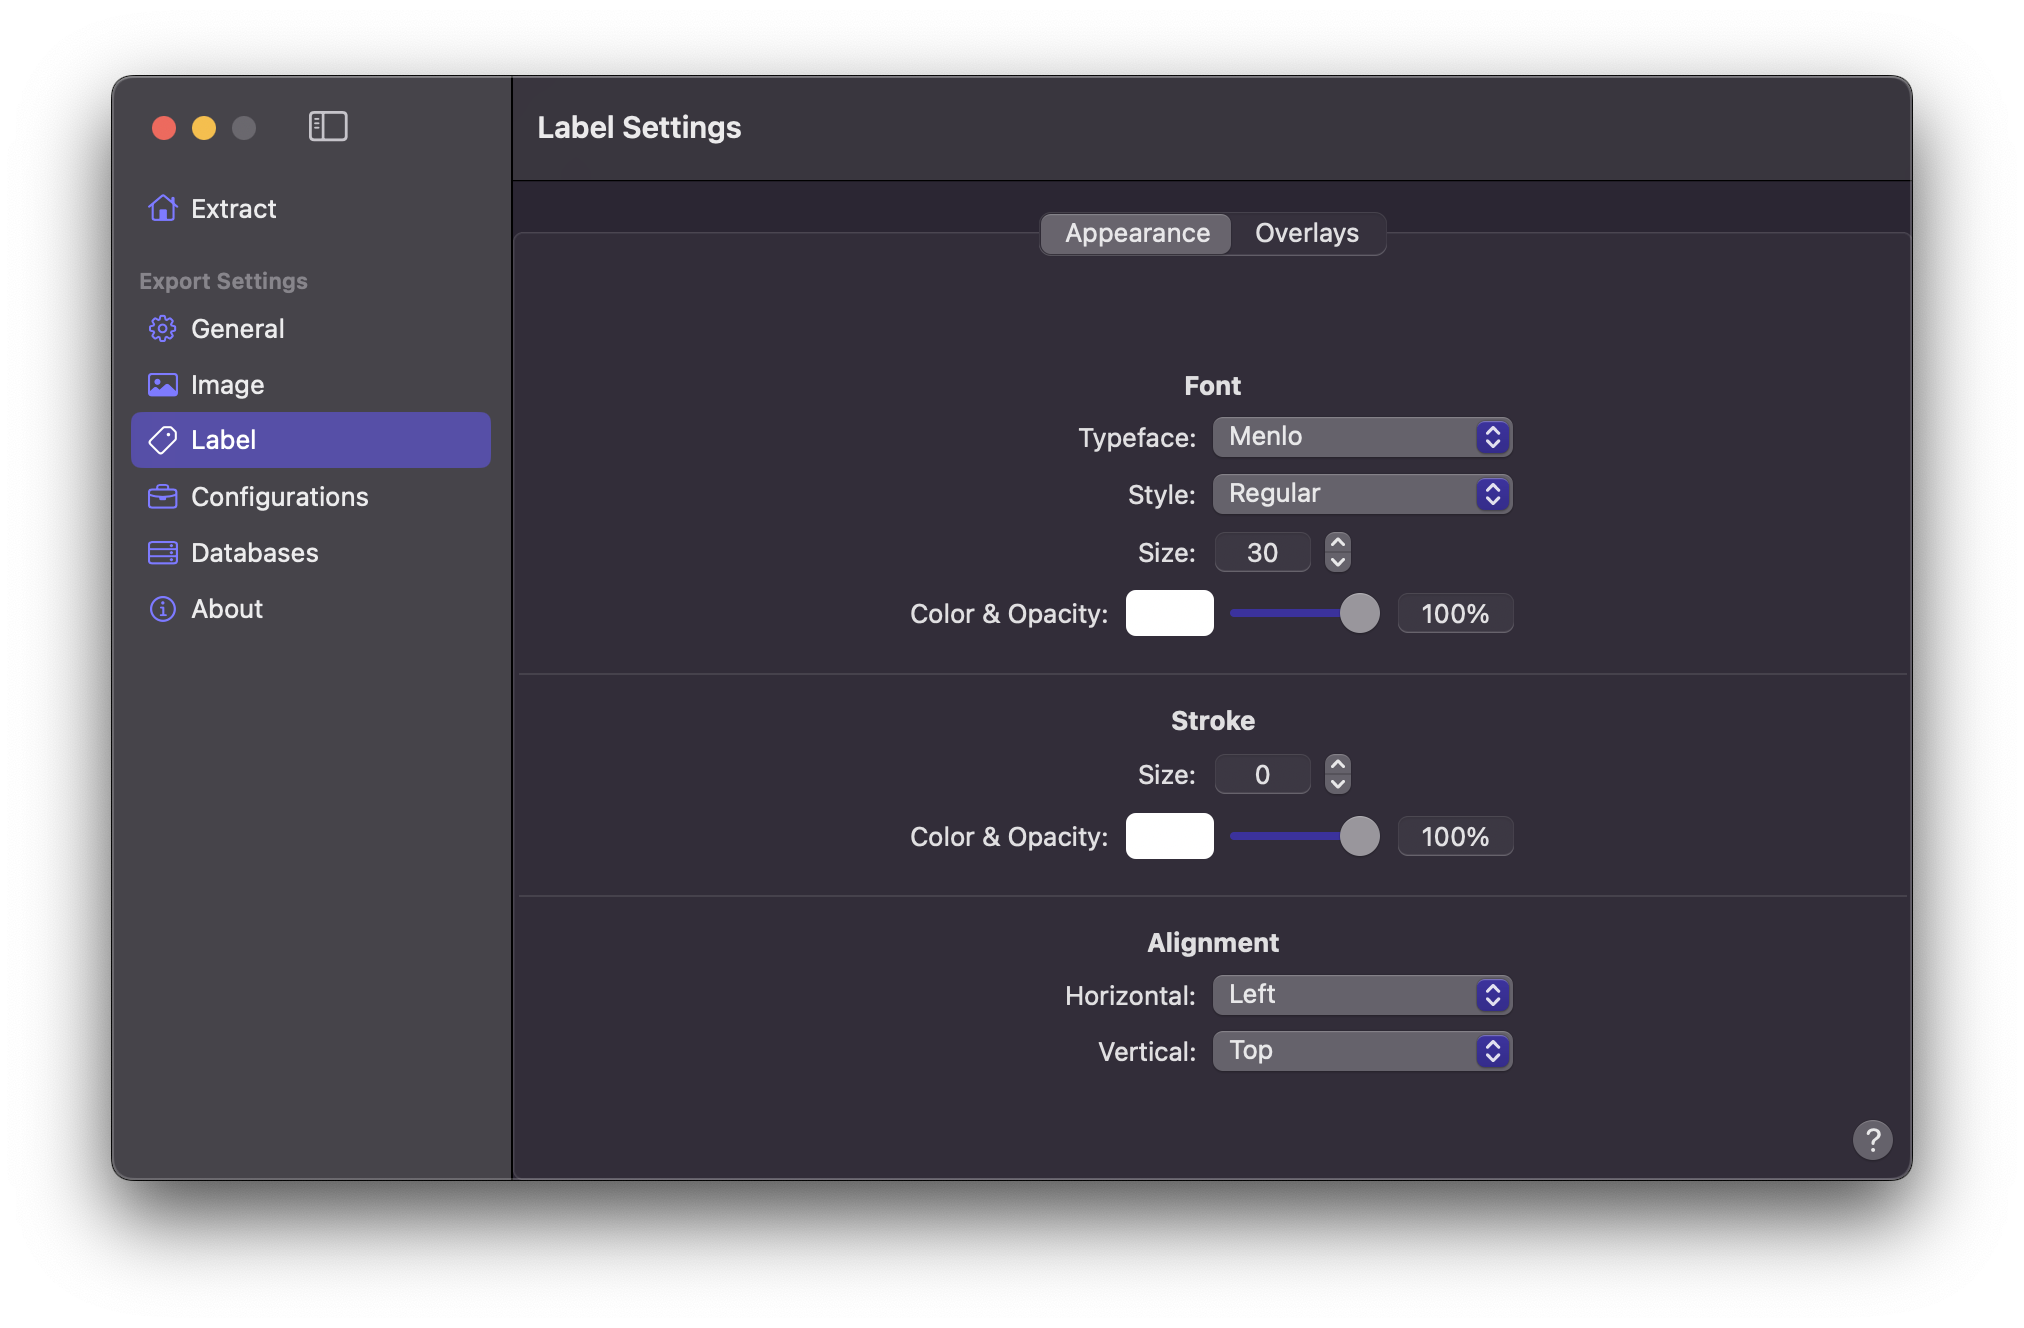 Label Settings
Extract
Export Settings
General
Image
Label
Configurations
Databases
About
Appearance Overlays
Font
Typeface: Menlo
Style: Regular
Size: 30
Color & Opacity: 100%
Stroke
Size: 0
Color & Opacity: 100%
Alignment
Horizontal: Left
Vertical: Top
?